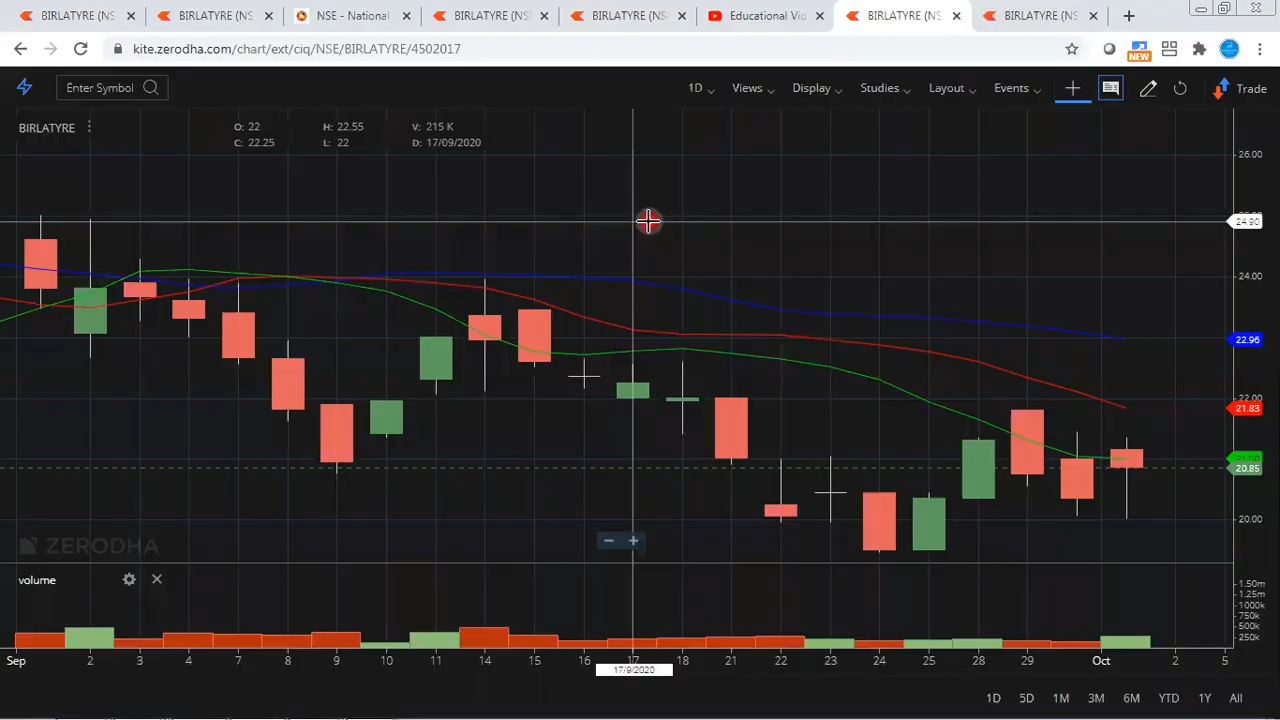 BIRLATYRE (NS
BIRLATYRE (NS
NSE - National
BIRLATYRE (NS
BIRLATYRE (NS
Educational Vi
BIRLATYRE (NS
BIRLATYRE (NS
kite.zerodha.com/chart/ext/ciq/NSE/BIRLATYRE/4502017
NEW
Enter Symbol
1D
Views
Display
Studies
Layout
Events
Trade
BIRLATYRE
O: 22
H: 22.55
V: 215 K
C: 22.25
L: 22
D: 17/09/2020
26.00
24.90
24.00
22.96
22.00
21.83
21.00
20.85
20.00
ZERODHA
volume
1.50m
1.25m
1000k
750k
500k
250k
Sep 2 3 4 7 8 9 10 11 14 15 16 17 18 21 22 23 24 25 28 29 Oct 2 5
17/9/2020
1D 5D 1M 3M 6M YTD 1Y All